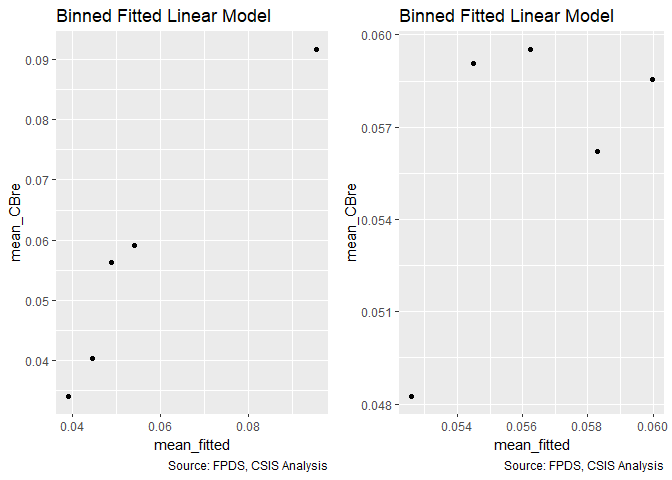 Binned Fitted Linear Model
mean_CBre
0.09
0.08
0.07
0.06
0.05
0.04
0.04 0.06 0.08
mean_fitted
Source: FPDS, CSIS Analysis
Binned Fitted Linear Model
mean_CBre
0.060
0.057
0.054
0.051
0.048
0.054 0.056 0.058 0.060
mean_fitted
Source: FPDS, CSIS Analysis